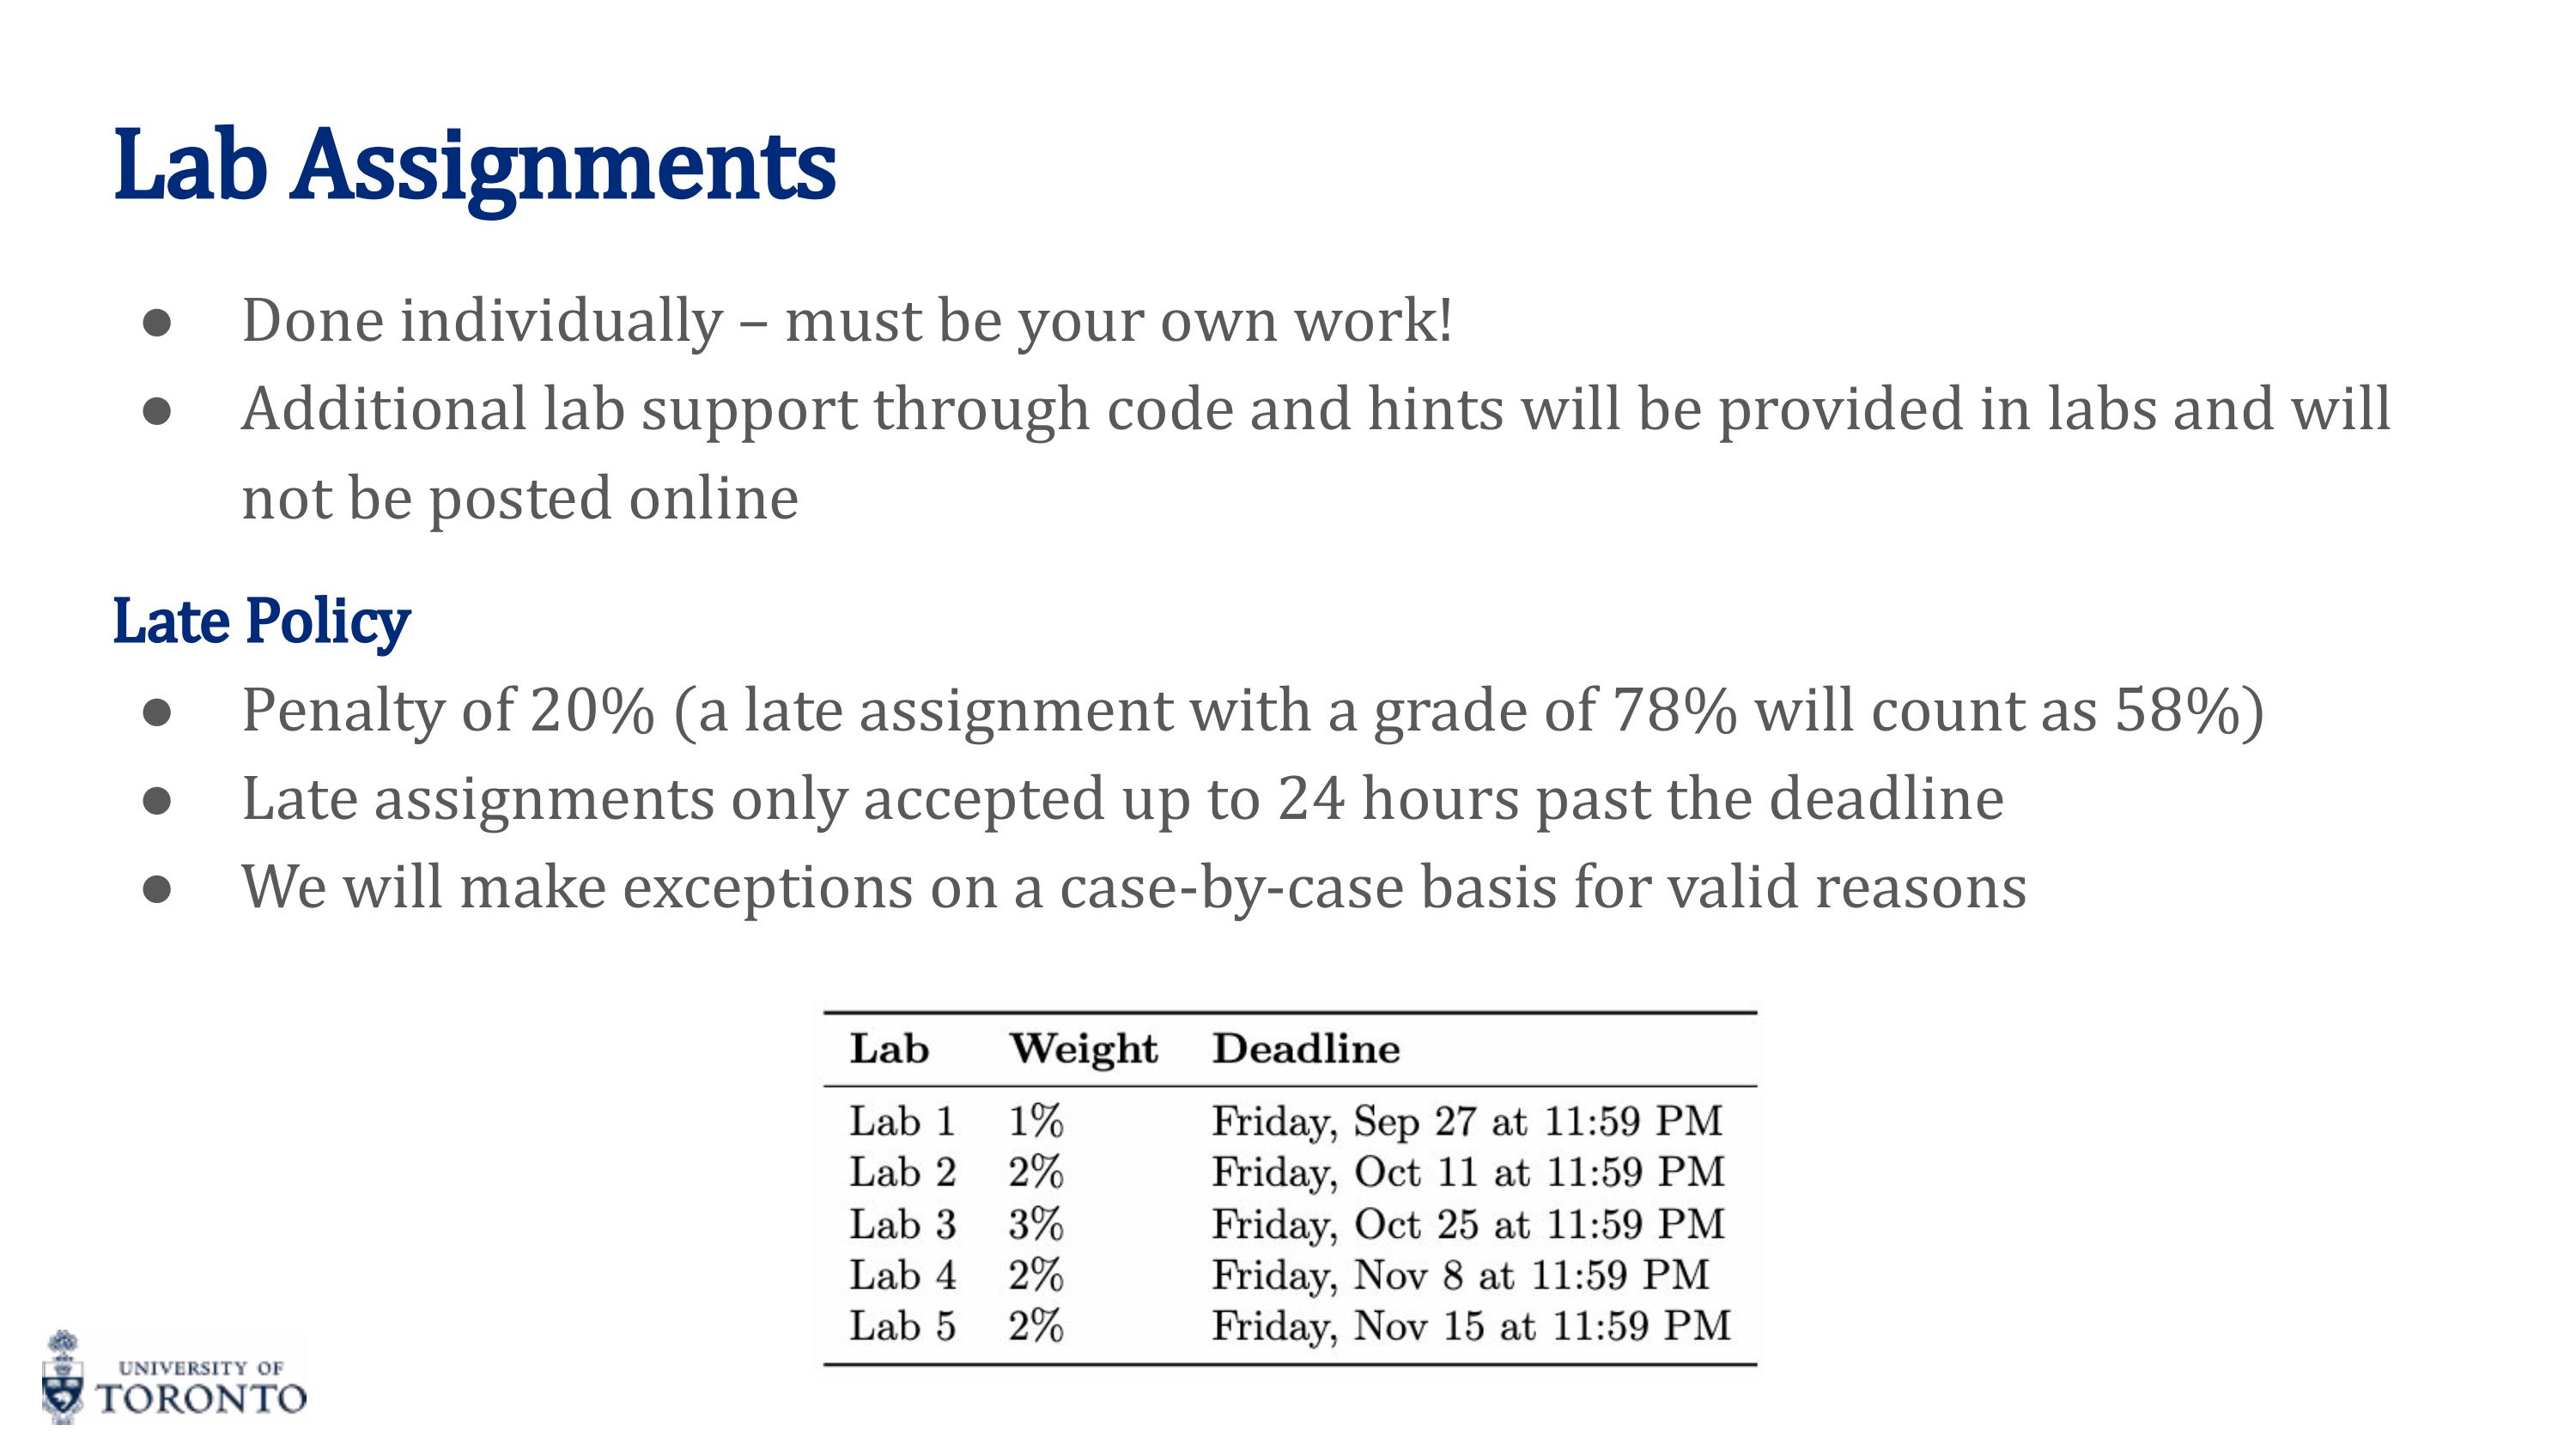 Lab Assignments
● Done individually – must be your own work!
● Additional lab support through code and hints will be provided in labs and will
not be posted online
Late Policy
● Penalty of 20% (a late assignment with a grade of 78% will count as 58%)
● Late assignments only accepted up to 24 hours past the deadline
● We will make exceptions on a case-by-case basis for valid reasons
Lab Weight Deadline
Lab 1 1% Friday, Sep 27 at 11:59 PM
Lab 2 2% Friday, Oct 11 at 11:59 PM
Lab 3 3% Friday, Oct 25 at 11:59 PM
Lab 4 2% Friday, Nov 8 at 11:59 PM
Lab 5 2% Friday, Nov 15 at 11:59 PM
UNIVERSITY OF
TORONTO